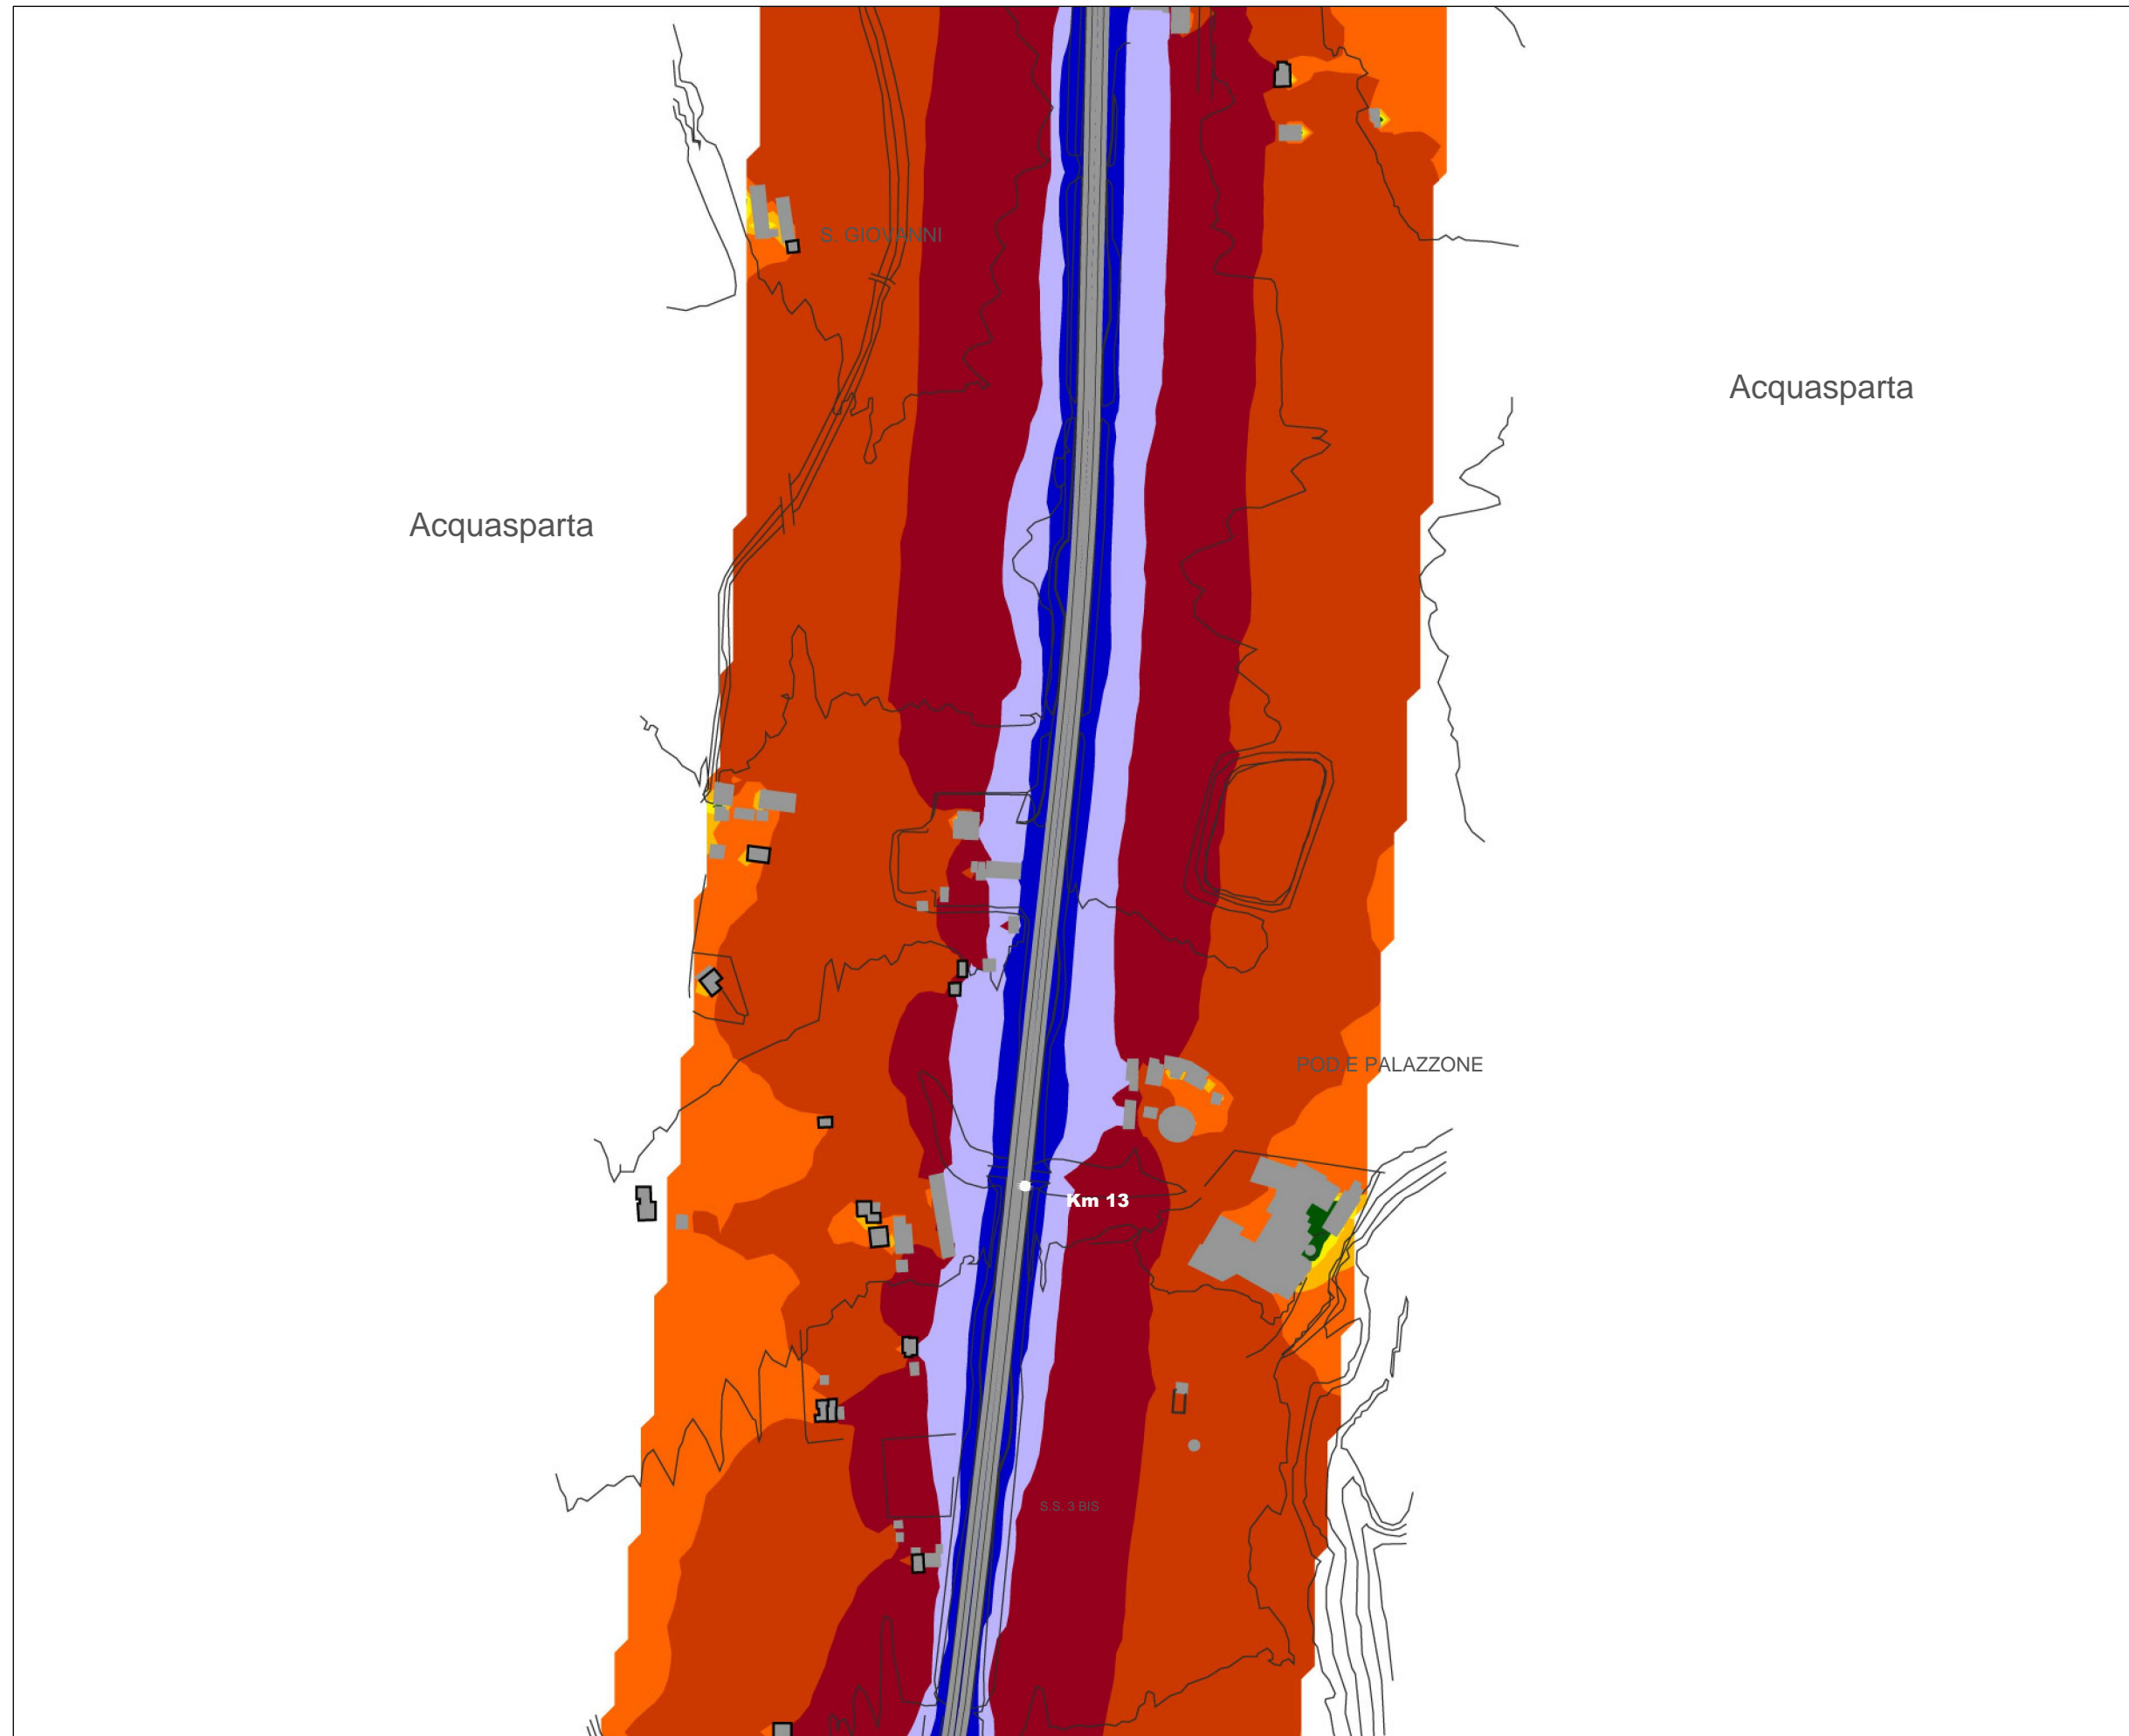 S. GIOVANNI
Acquasparta
Acquasparta
POD.E PALAZZONE
Km 13
S.S. 3 BIS